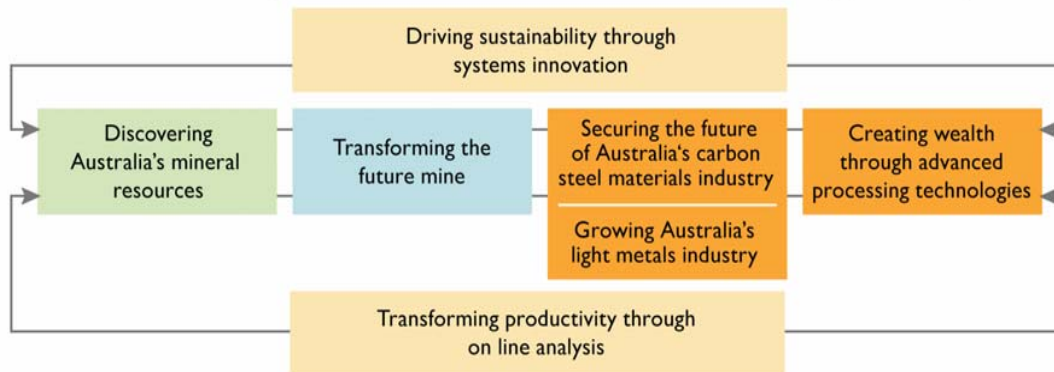 Driving sustainability through
systems innovation
Discovering
Australia's mineral
resources
Transforming the
future mine
Securing the future
of Australia‘s carbon
steel materials industry
Growing Australia’s
light metals industry
Creating wealth
through advanced
processing technologies
Transforming productivity through
on line analysis